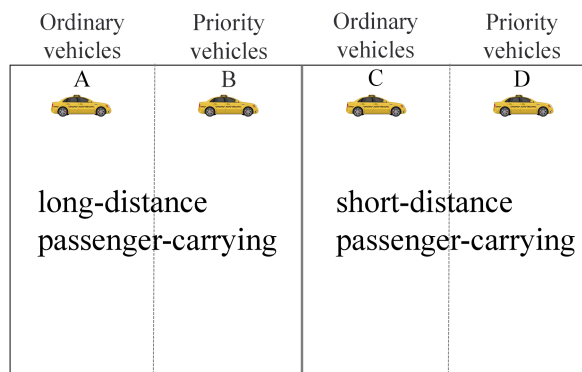 Ordinary vehicles
Priority vehicles
Ordinary vehicles
Priority vehicles
A
B
C
D
long-distance
passenger-carrying
short-distance
passenger-carrying